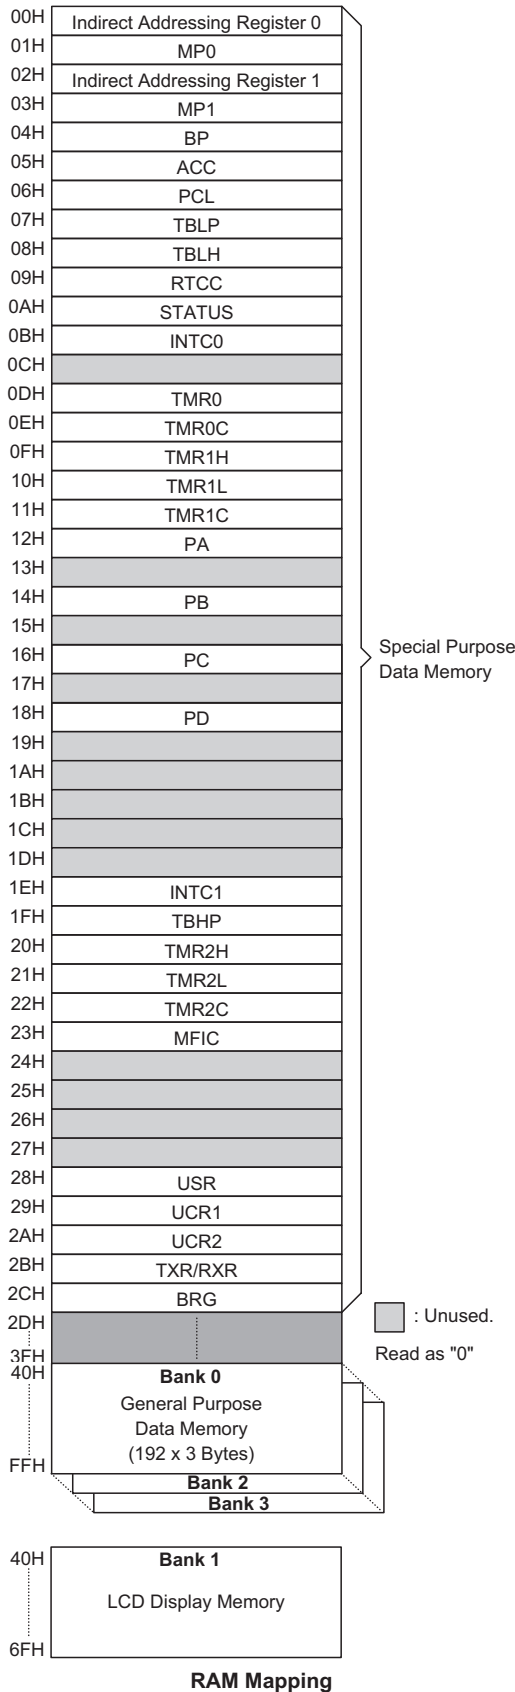 00H
Indirect Addressing Register 0
01H
MP0
02H
Indirect Addressing Register 1
03H
MP1
04H
BP
05H
ACC
06H
PCL
07H
TBLP
08H
TBLH
09H
RTCC
0AH
STATUS
0BH
INTC0
0CH
0DH
TMR0
0EH
TMR0C
0FH
TMR1H
10H
TMR1L
11H
TMR1C
12H
PA
13H
14H
PB
15H
16H
PC
17H
18H
PD
19H
1AH
1BH
1CH
1DH
1EH
INTC1
1FH
TBHP
20H
TMR2H
21H
TMR2L
22H
TMR2C
23H
MFIC
24H
25H
26H
27H
28H
USR
29H
UCR1
2AH
UCR2
2BH
TXR/RXR
2CH
BRG
2DH
3FH
Special Purpose
Data Memory
: Unused.
Read as "0"
40H
Bank 0
General Purpose
Data Memory
(192 x 3 Bytes)
FFH
Bank 2
Bank 3
40H
Bank 1
LCD Display Memory
6FH
RAM Mapping